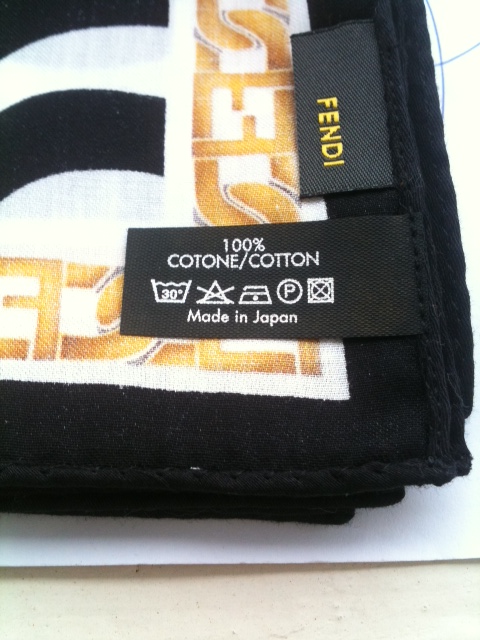 FENDI
100%
COTONE/COTTON
30°
P
Made in Japan